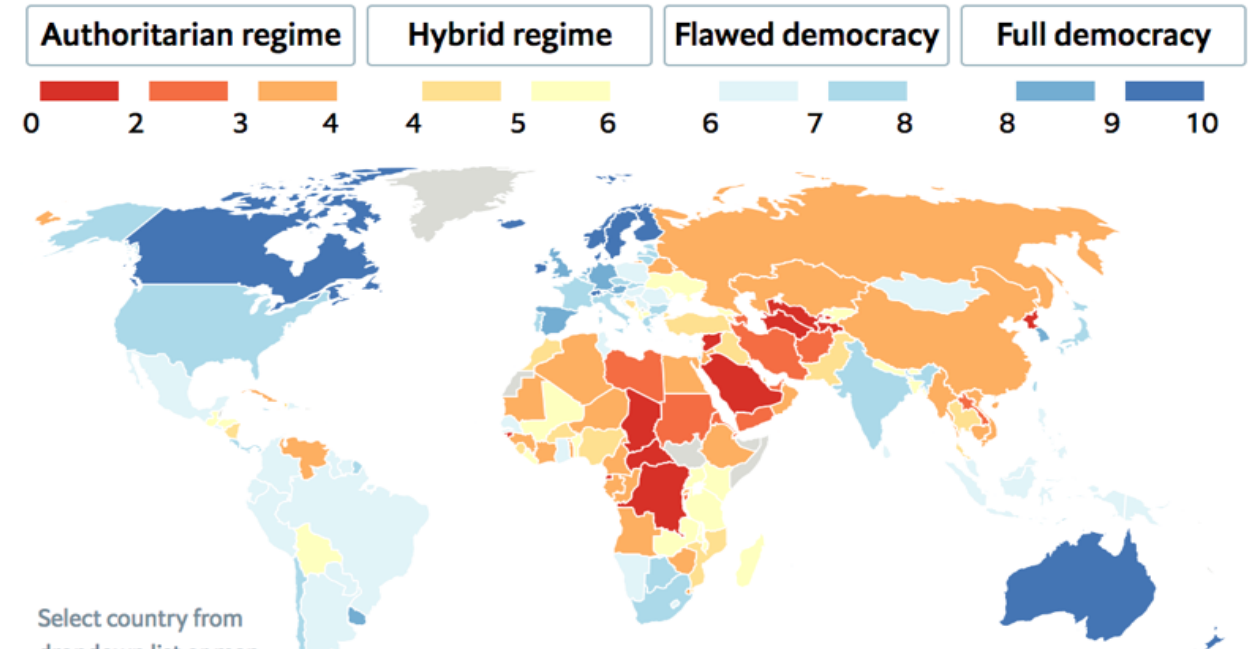 Authoritarian regime Hybrid regime Flawed democracy Full democracy
0 2 3 4 4 5 6 6 7 8 8 9 10
Select country from